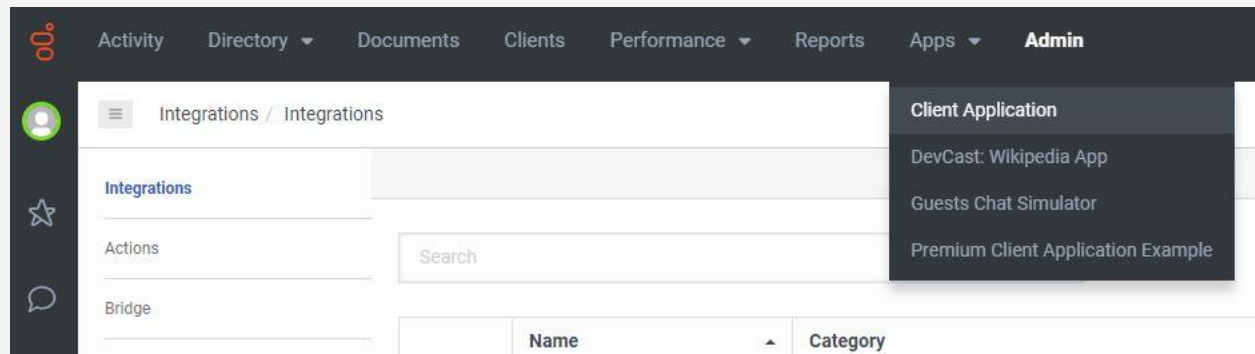 Activity Directory Documents Clients Performance Reports Apps Admin
Integrations / Integrations
Client Application
DevCast: Wikipedia App
Guests Chat Simulator
Premium Client Application Example
Integrations
Actions
Bridge
Search
Name Category